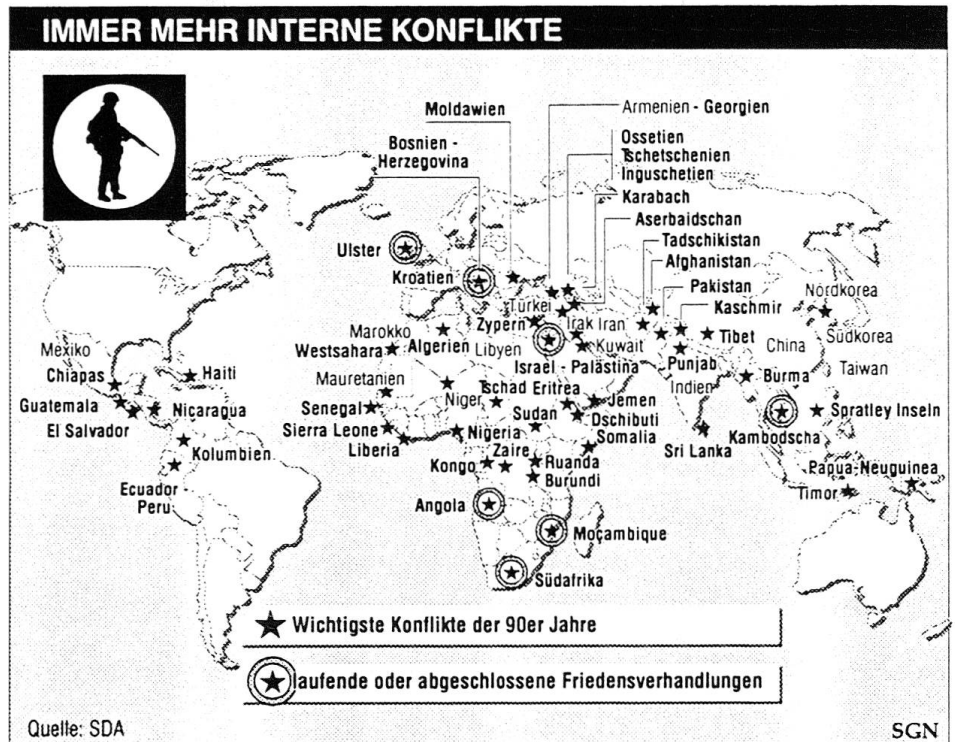 IMMER MEHR INTERNE KONFLIKTE
Moldawien
Armenien - Georgien
Bosnien -
Herzegovina
Ossetien
Tschetschenien
Inguschetien
Karabach
Aserbaidschan
Ulster
Tadschikistan
Afghanistan
Kroatien
Pakistan
Nordkorea
Kaschmir
Türkei
Marokko
Zypern
Irak Iran
Südkorea
Mexiko
Westsahara
Algerien
Libyen
Kuwait
Tibet
China
Chiapas
Haiti
Israel - Palästina
Punjab
Taiwan
Mauretanien
Niger
Tschad
Eritrea
Jemen
Indien
Burma
Guatemala
Nicaragua
Senegal
Sudan
Dschibuti
Spratley Inseln
El Salvador
Sierra Leone
Nigeria
Somalia
Kambodscha
Liberia
Zaire
Sri Lanka
Kolumbien
Kongo
Ruanda
Papua-Neuguinea
Burundi
Ecuador
Peru
Timor
Angola
Moçambique
Südafrika
Wichtigste Konflikte der 90er Jahre
laufende oder abgeschlossene Friedensverhandlungen
Quelle: SDA
SGN